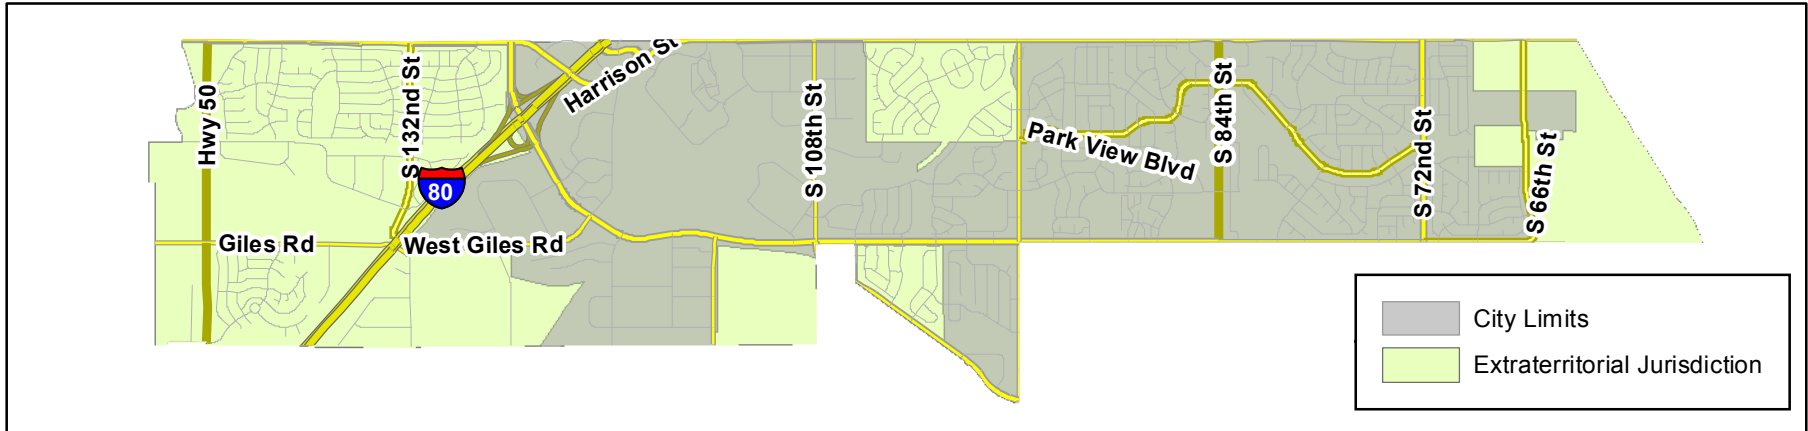 Hwy 50
S 132nd St
Harrison St
S 108th St
Park View Blvd
S 84th St
S 72nd St
S 66th St
80
Giles Rd
West Giles Rd
City Limits
Extraterritorial Jurisdiction